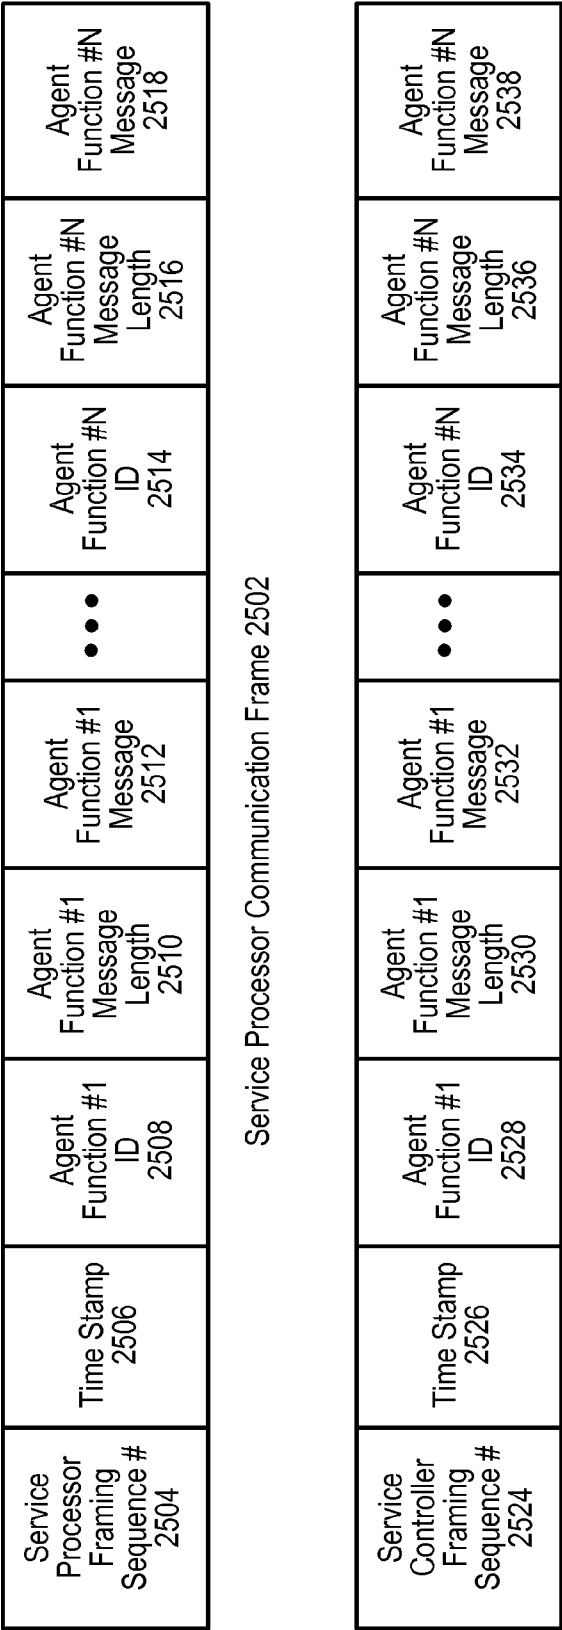 Service
Processor
Framing
Sequence #
2504
Time Stamp
2506
Agent
Function #1
ID
2508
Agent
Function #1
Message
Length
2510
Agent
Function #1
Message
2512
Agent
Function #N
ID
2514
Agent
Function #N
Message
Length
2516
Agent
Function #N
Message
2518
Service Processor Communication Frame 2502
Service
Controller
Framing
Sequence #
2524
Time Stamp
2526
Agent
Function #1
ID
2528
Agent
Function #1
Message
Length
2530
Agent
Function #1
Message
2532
Agent
Function #N
ID
2534
Agent
Function #N
Message
Length
2536
Agent
Function #N
Message
2538